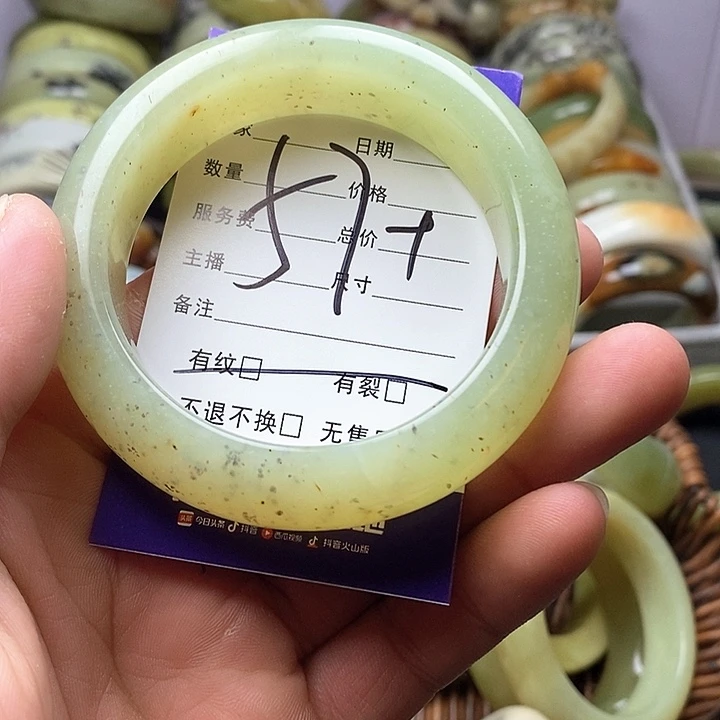 家 日期
数量 价格
服务费 总价
主播 尺寸
备注
57+
有纹□ 有裂□
不退不换□ 无售
今日头条 抖音 西瓜视频 抖音火山版